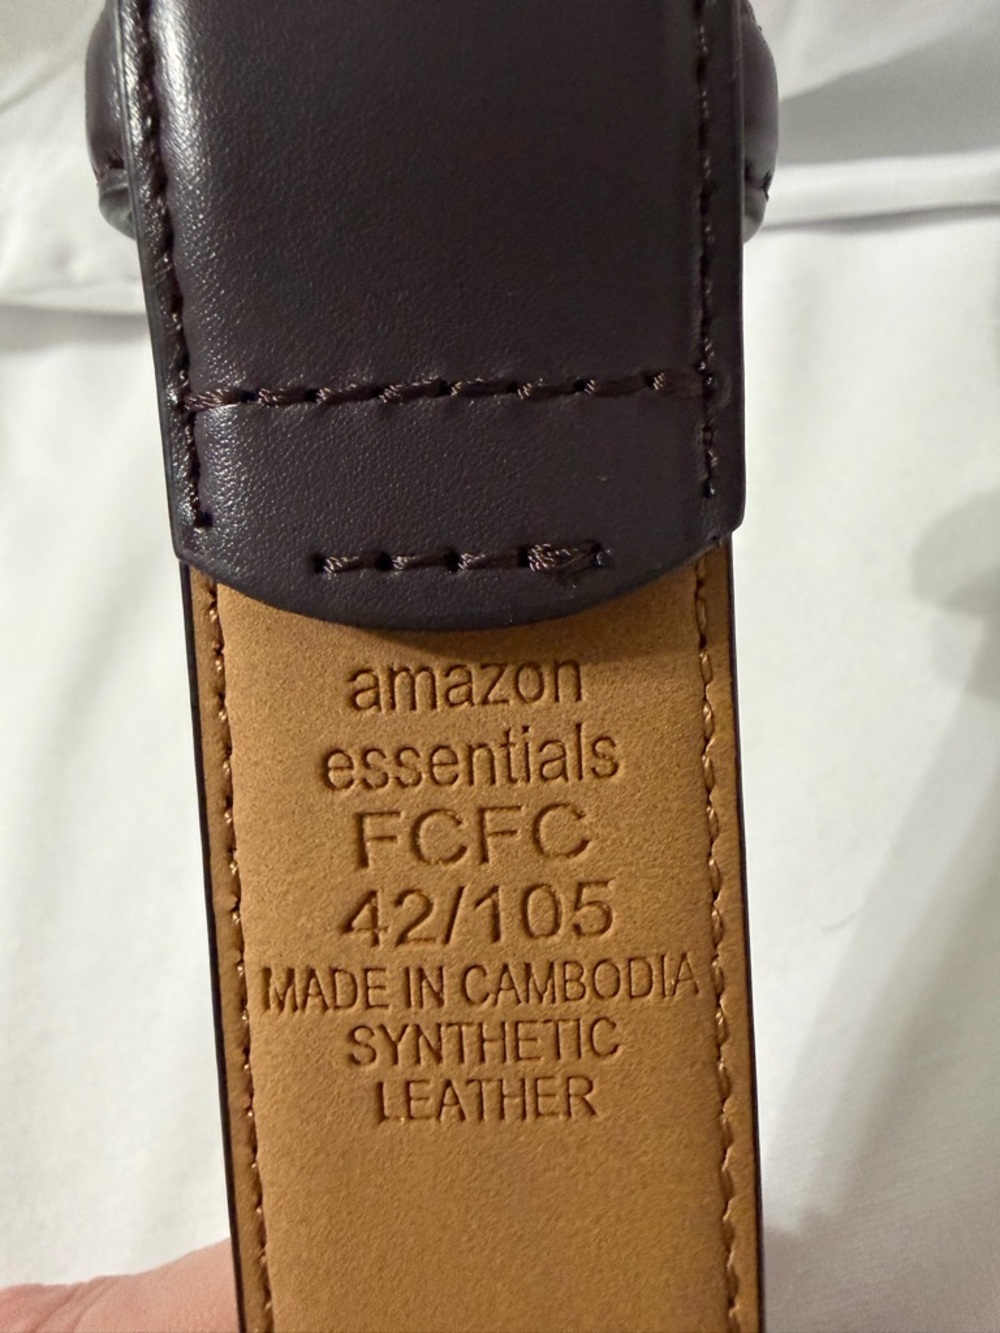 amazon
essentials
FCFC
42/105
MADE IN CAMBODIA
SYNTHETIC
LEATHER